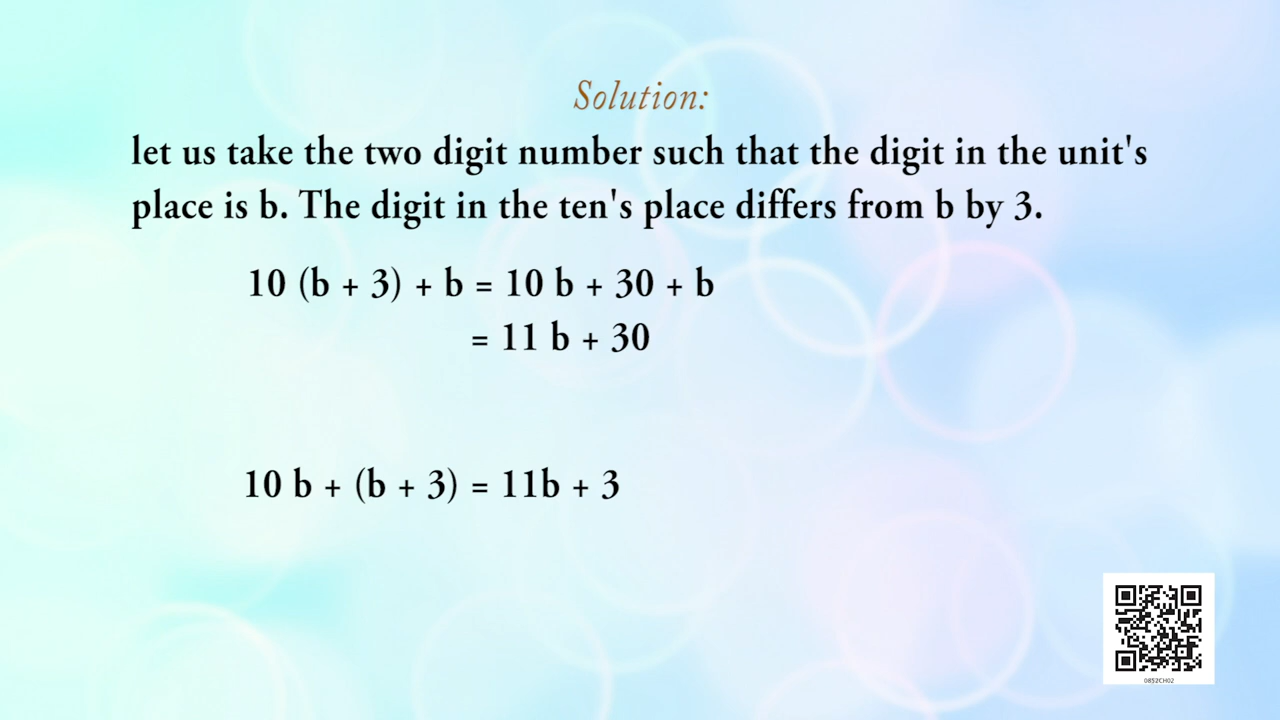 Solution:
let us take the two digit number such that the digit in the unit's
place is b. The digit in the ten's place differs from b by 3.
10 (b + 3) + b = 10 b + 30 + b
= 11 b + 30
10 b + (b + 3) = 11b + 3
0852CH02